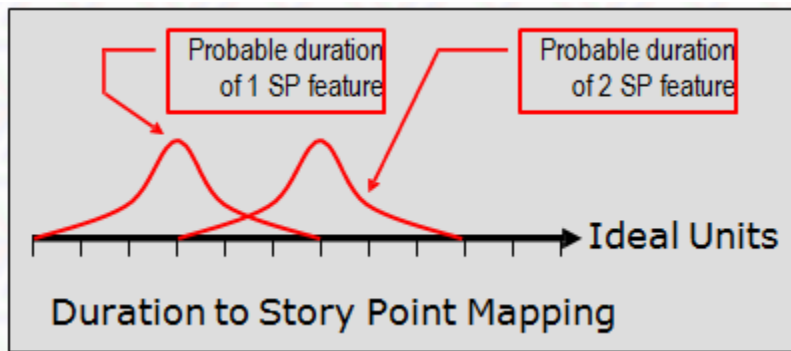 Probable duration
of 1 SP feature
Probable duration
of 2 SP feature
Ideal Units
Duration to Story Point Mapping